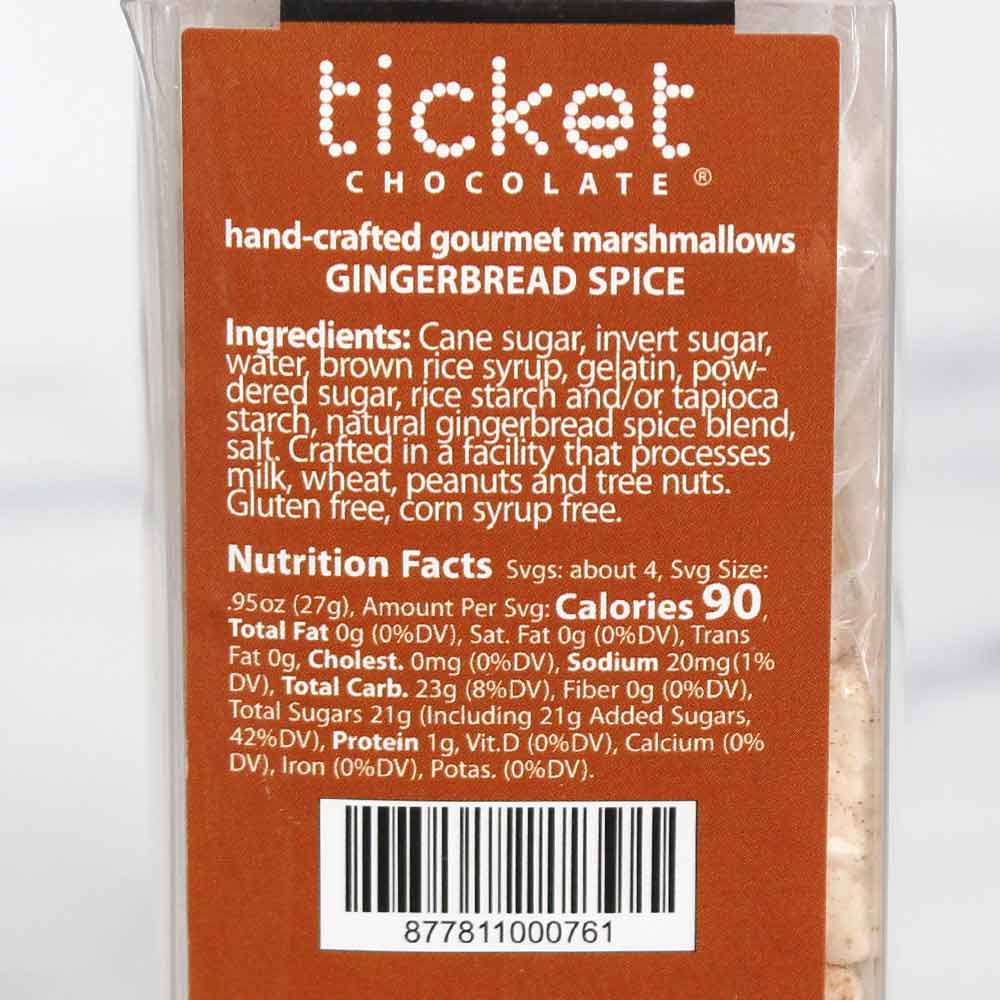 ticket
CHOCOLATE ®
hand-crafted gourmet marshmallows
GINGERBREAD SPICE
Ingredients: Cane sugar, invert sugar,
water, brown rice syrup, gelatin, pow-
dered sugar, rice starch and/or tapioca
starch, natural gingerbread spice blend,
salt. Crafted in a facility that processes
milk, wheat, peanuts and tree nuts.
Gluten free, corn syrup free.
Nutrition Facts Svgs: about 4, Svg Size:
.95oz (27g), Amount Per Svg: Calories 90,
Total Fat 0g (0%DV), Sat. Fat 0g (0%DV), Trans
Fat 0g, Cholest. 0mg (0%DV), Sodium 20mg(1%
DV), Total Carb. 23g (8%DV), Fiber 0g (0%DV),
Total Sugars 21g (Including 21g Added Sugars,
42%DV), Protein 1g, Vit.D (0%DV), Calcium (0%
DV), Iron (0%DV), Potas. (0%DV).
877811000761